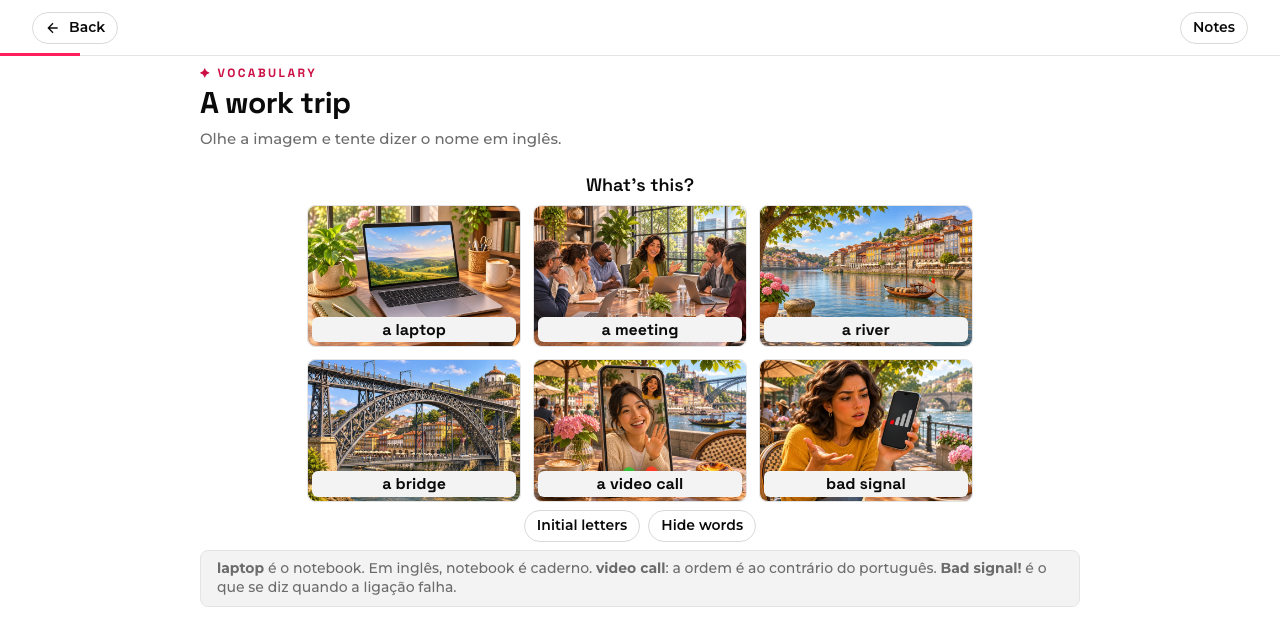 Back
Notes
VOCABULARY
A work trip
Olhe a imagem e tente dizer o nome em inglês.
What's this?
a laptop
a meeting
a river
a bridge
a video call
bad signal
Initial letters
Hide words
laptop é o notebook. Em inglês, notebook é caderno. video call: a ordem é ao contrário do português. Bad signal! é o
que se diz quando a ligação falha.